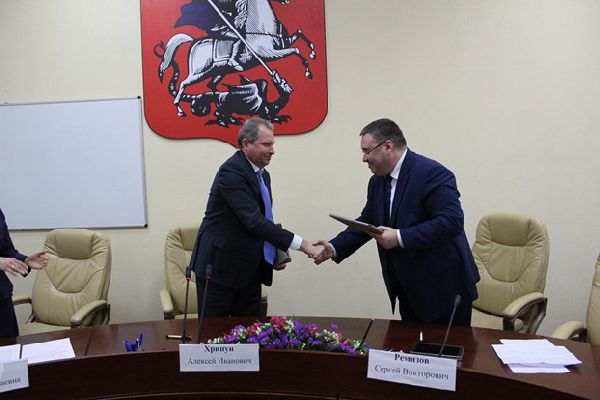 Хрипун
Алексей Иванович
Ремизов
Сергей Викторович